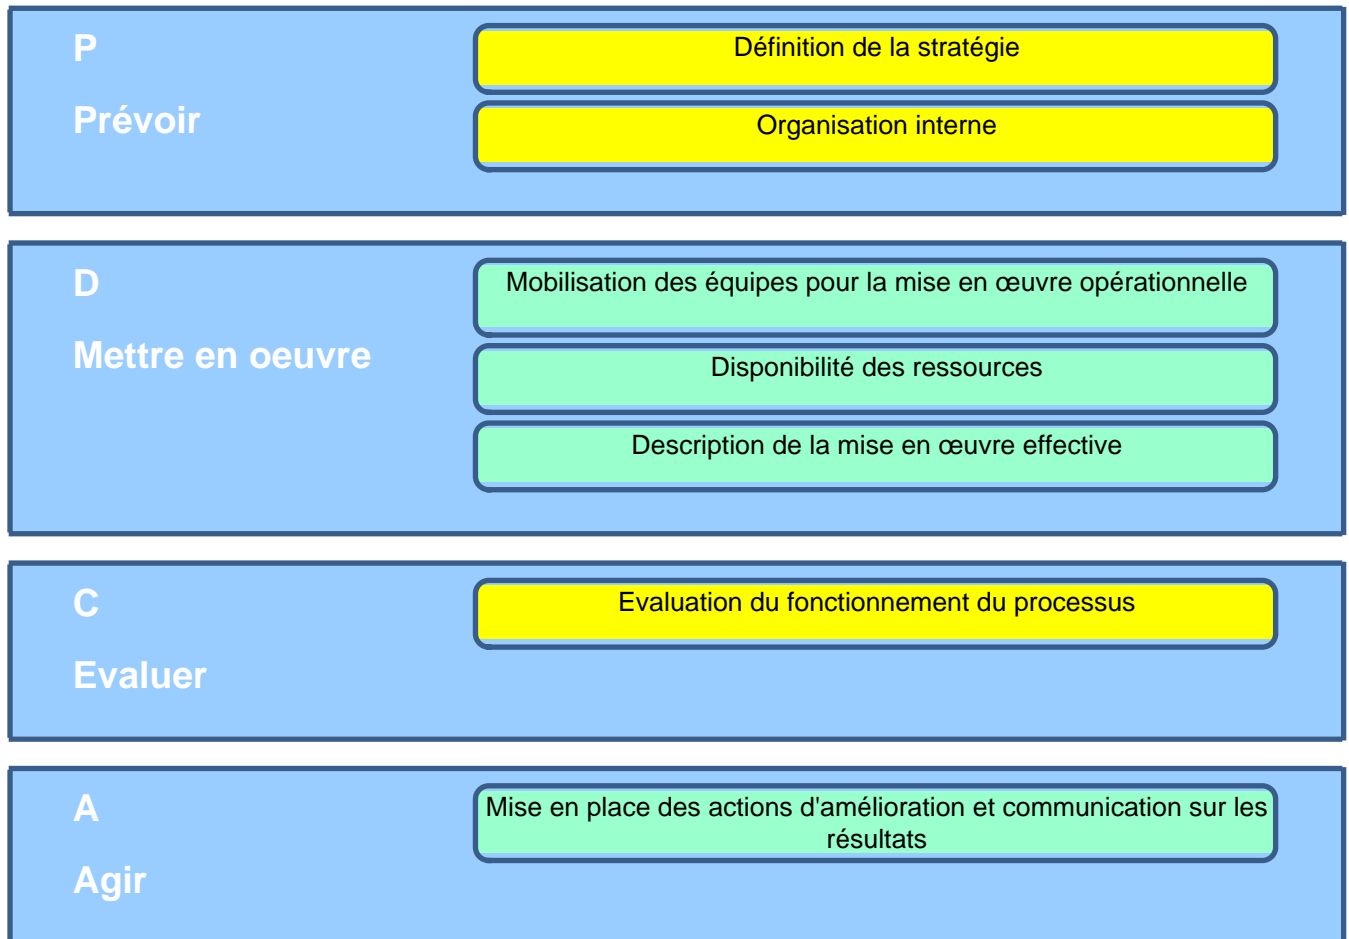 P
Prévoir
Définition de la stratégie
Organisation interne
D
Mettre en oeuvre
Mobilisation des équipes pour la mise en œuvre opérationnelle
Disponibilité des ressources
Description de la mise en œuvre effective
C
Evaluer
Evaluation du fonctionnement du processus
A
Agir
Mise en place des actions d'amélioration et communication sur les
résultats